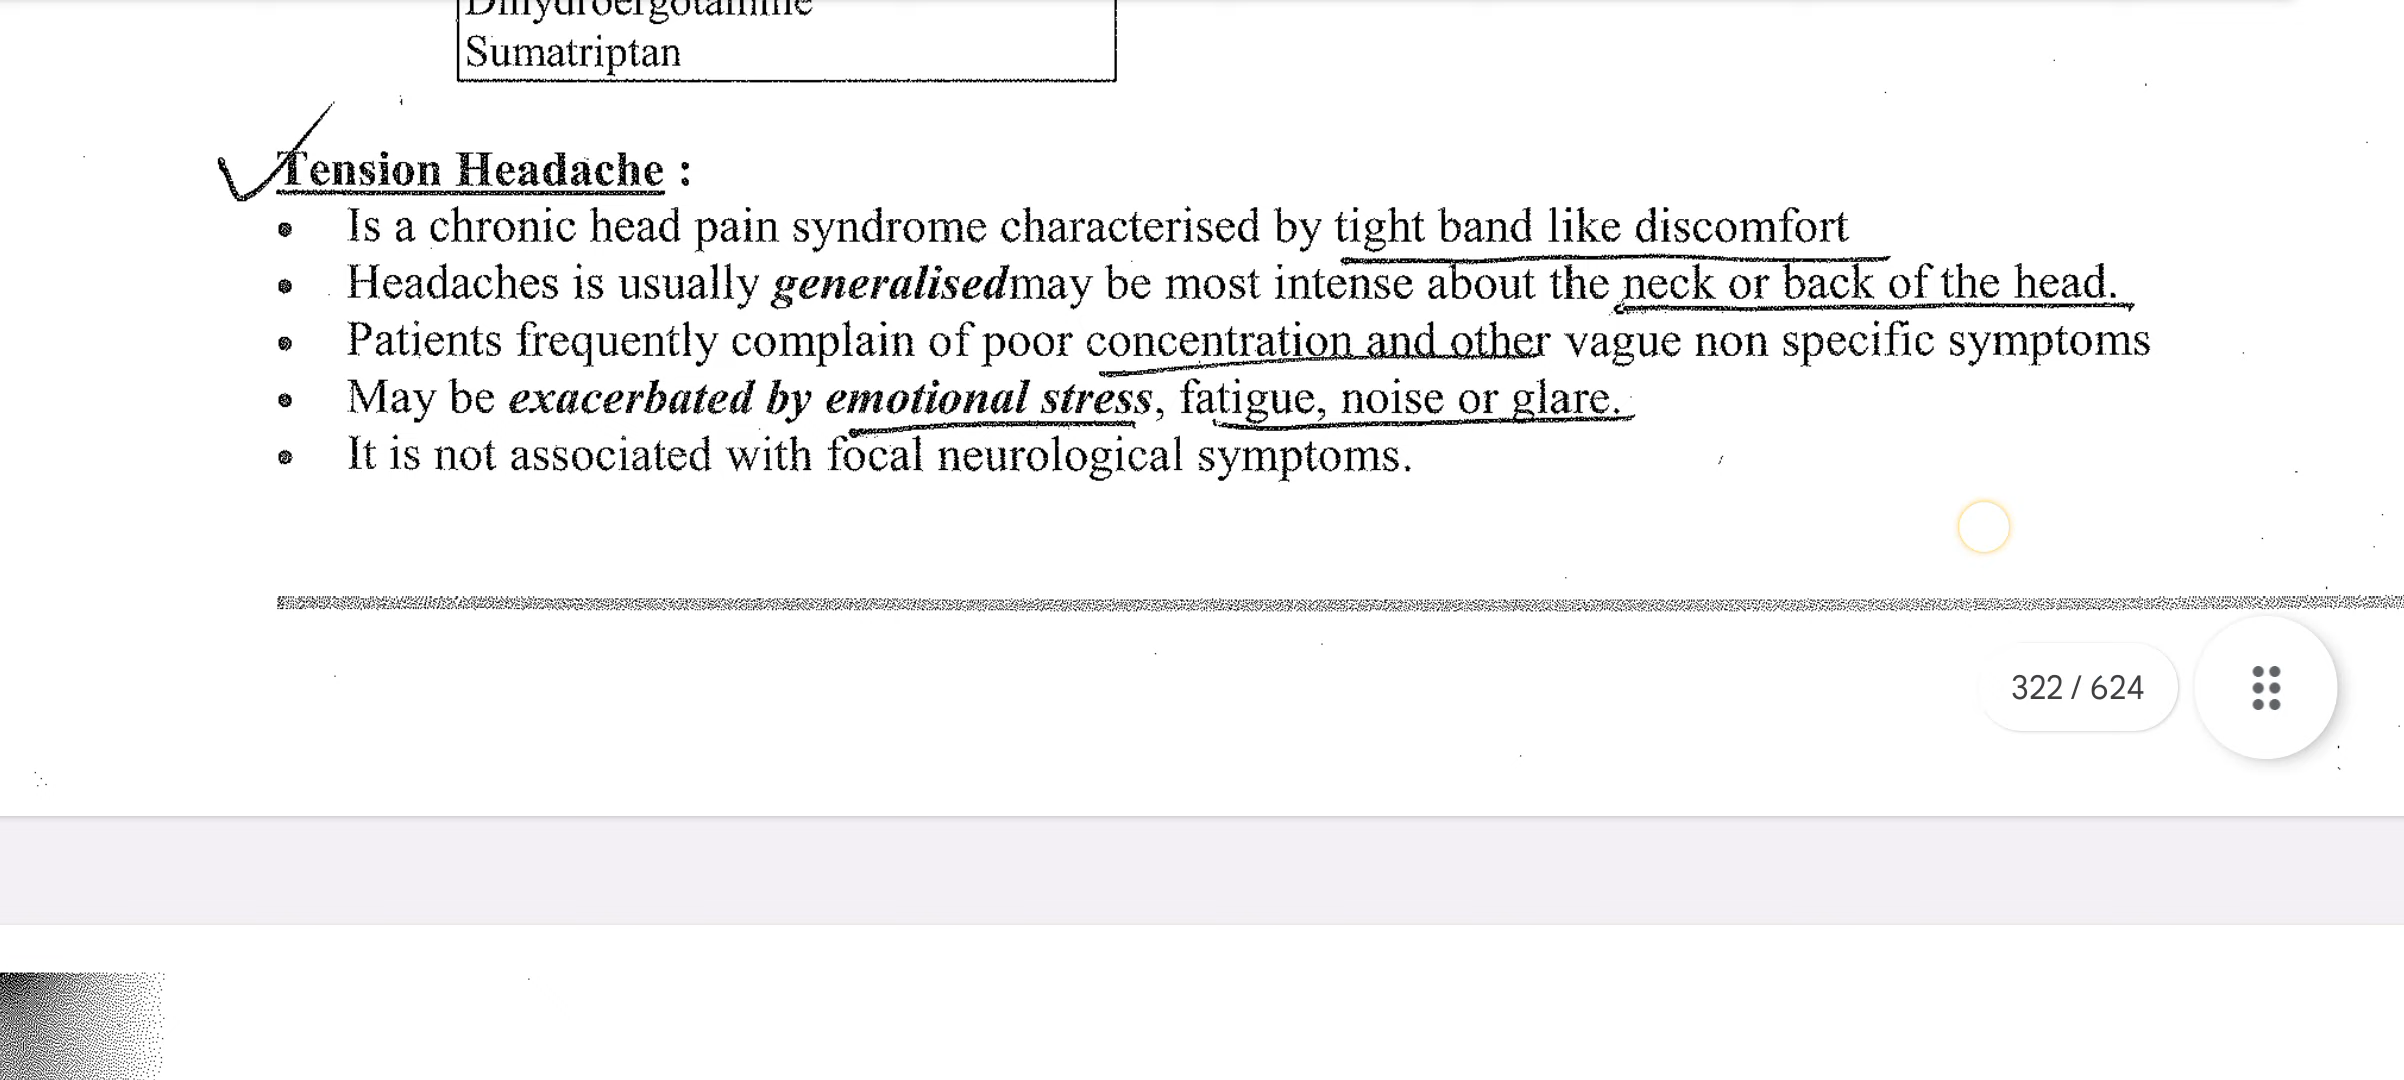 Dihydroergotamine
Sumatriptan
Tension Headache :
• Is a chronic head pain syndrome characterised by tight band like discomfort
• Headaches is usually generalisedmay be most intense about the neck or back of the head.
• Patients frequently complain of poor concentration and other vague non specific symptoms
• May be exacerbated by emotional stress, fatigue, noise or glare.
• It is not associated with focal neurological symptoms.
322 / 624